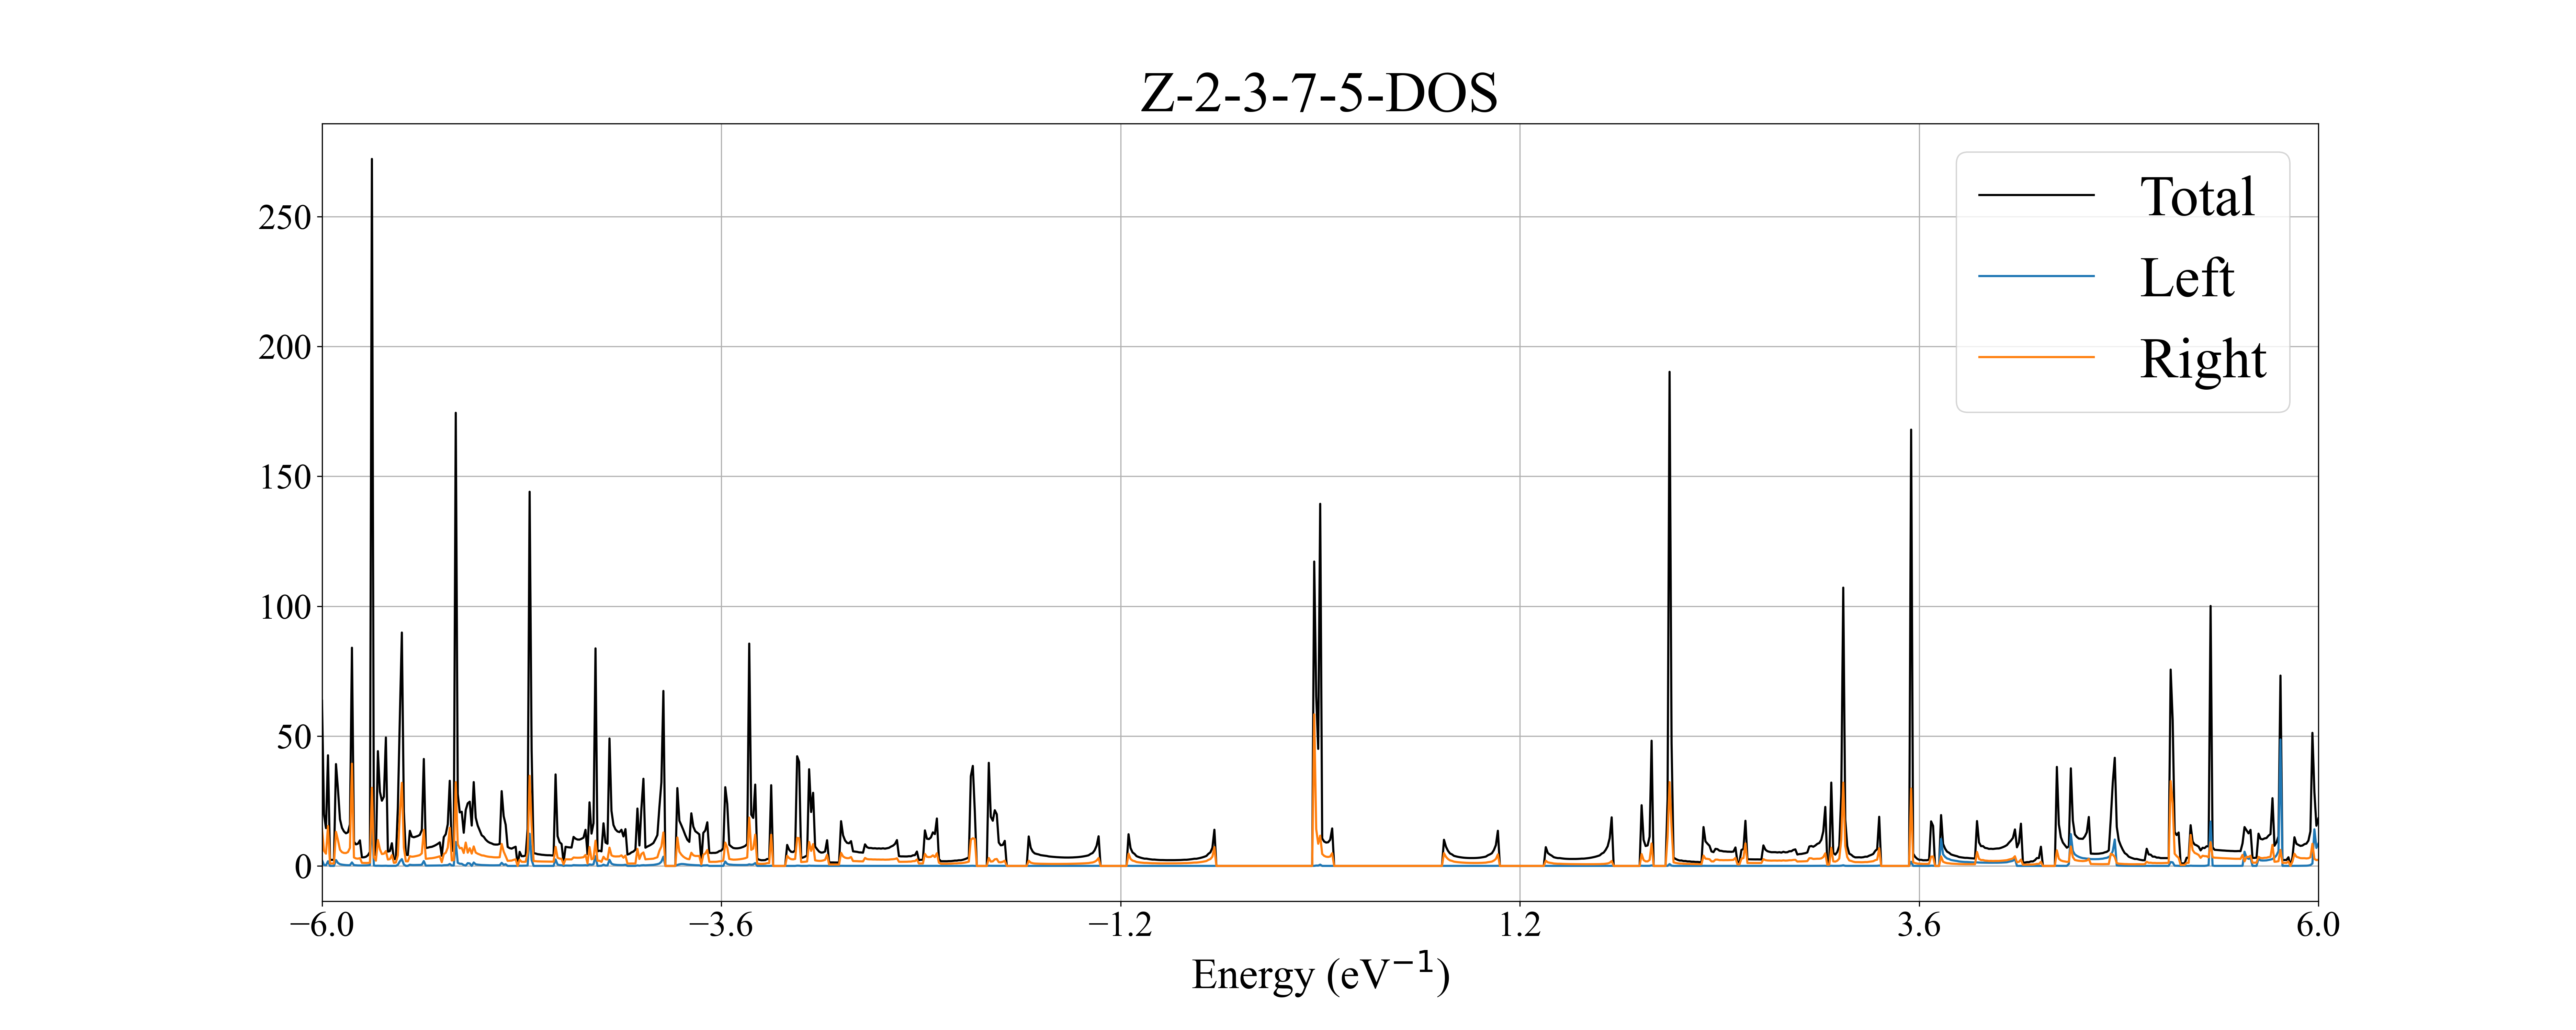 Z-2-3-7-5-DOS
Total
Left
Right
250
200
150
100
50
0
−6.0 −3.6 −1.2 1.2 3.6 6.0
Energy (eV⁻¹)